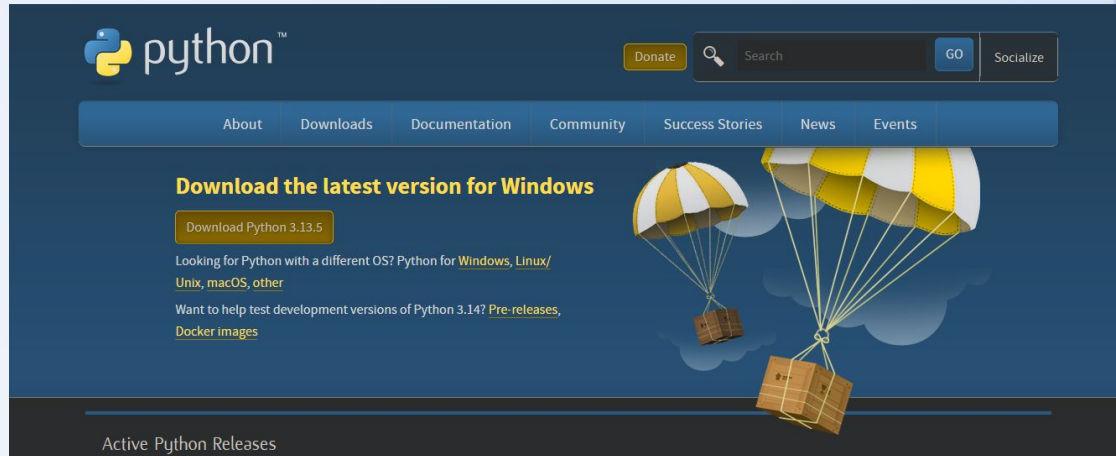 python™
Donate
Search
GO
Socialize
About Downloads Documentation Community Success Stories News Events
Download the latest version for Windows
Download Python 3.13.5
Looking for Python with a different OS? Python for Windows, Linux/
Unix, macOS, other
Want to help test development versions of Python 3.14? Pre-releases,
Docker images
Active Python Releases